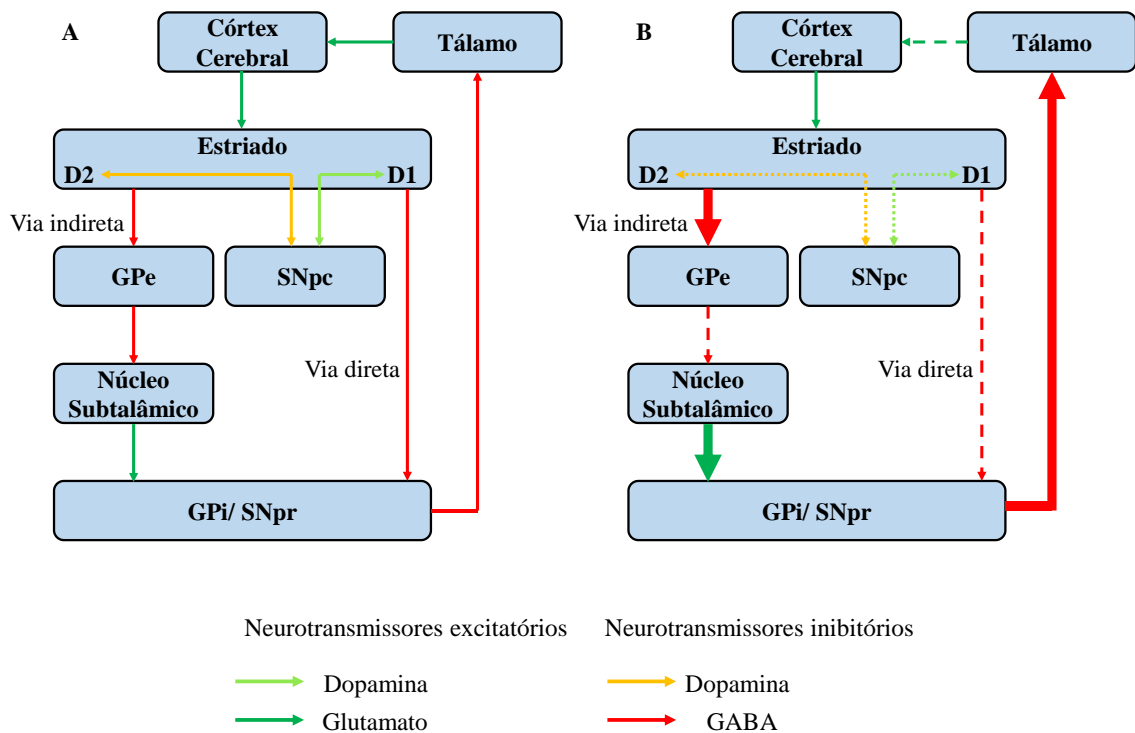 A
Córtex
Cerebral
Tálamo
Estriado
D2
D1
Via indireta
GPe
SNpc
Via direta
Núcleo
Subtalâmico
GPi/ SNpr
B
Córtex
Cerebral
Tálamo
Estriado
D2
D1
Via indireta
GPe
SNpc
Via direta
Núcleo
Subtalâmico
GPi/ SNpr
Neurotransmissores excitatórios
Dopamina
Glutamato
Neurotransmissores inibitórios
Dopamina
GABA